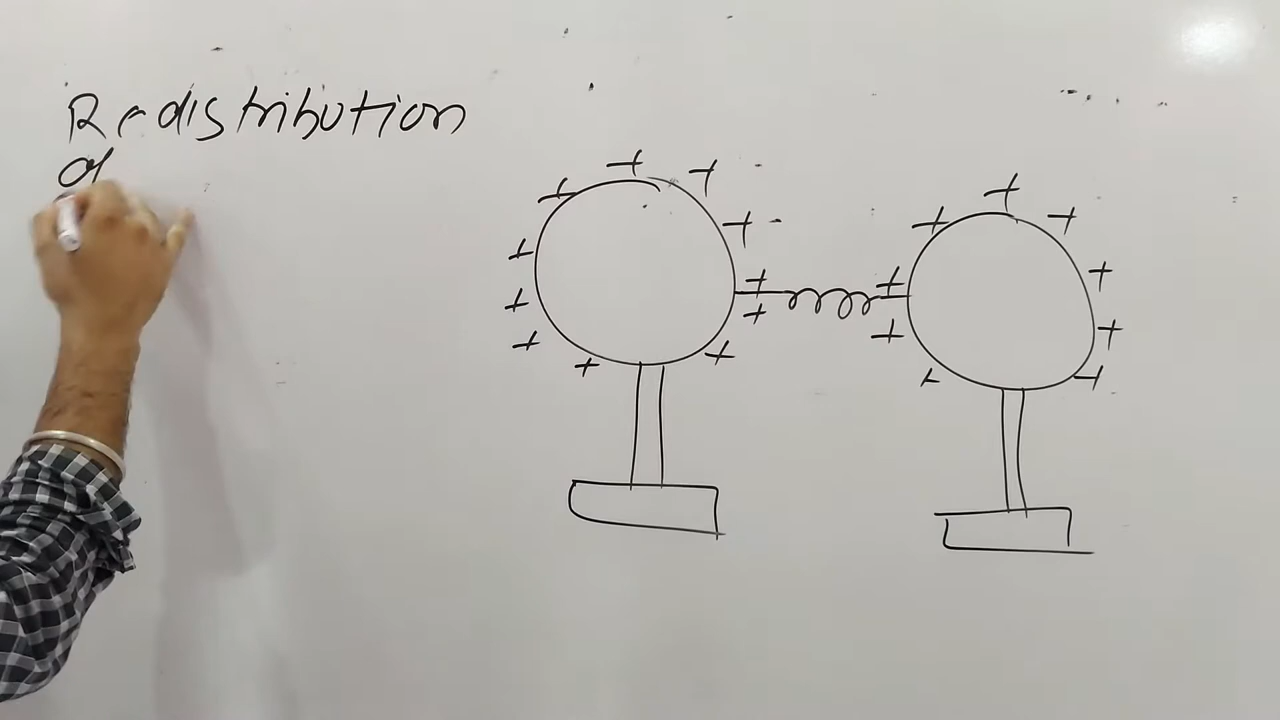 Redistribution
of
+ + + + + + + + + + + +
+ + + + + + + + +